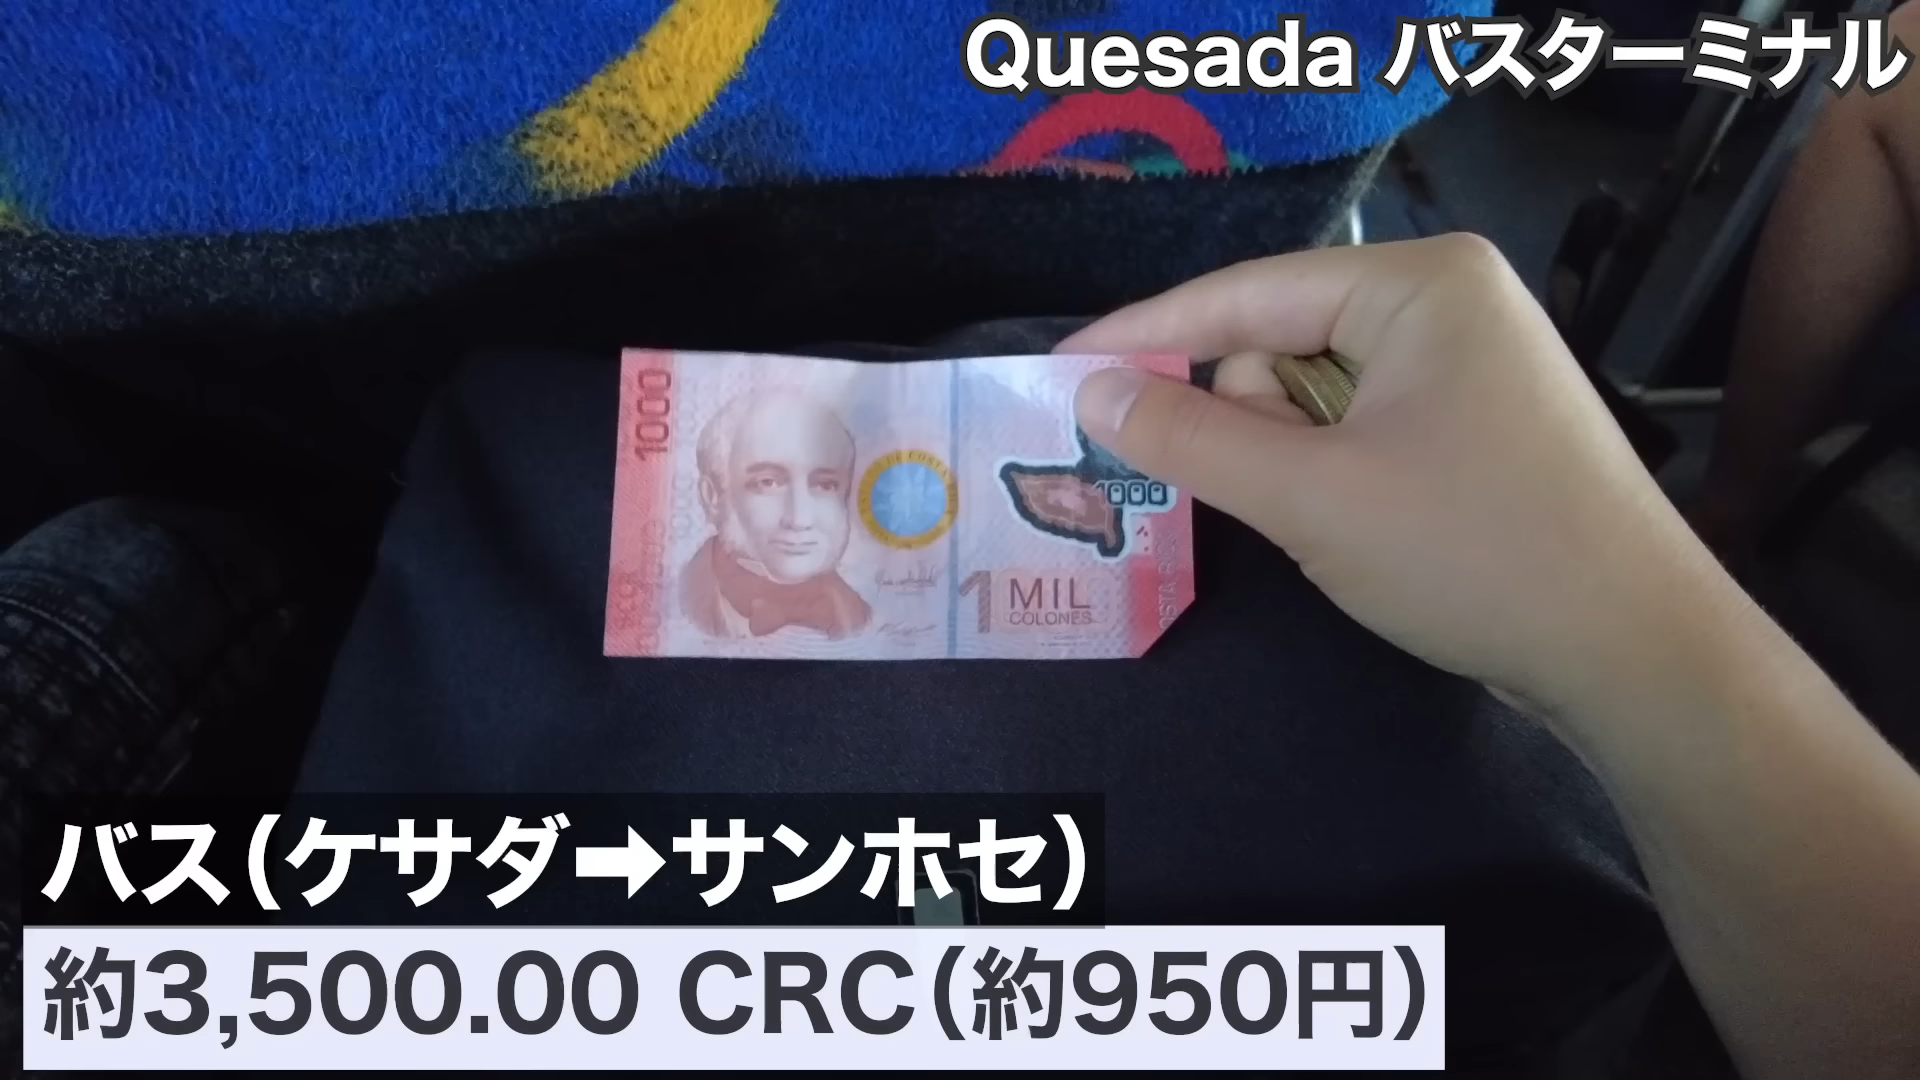 Quesada バスターミナル
1000
1000
1 MIL
COLONES
バス(ケサダ➡サンホセ)
約3,500.00 CRC(約950円)